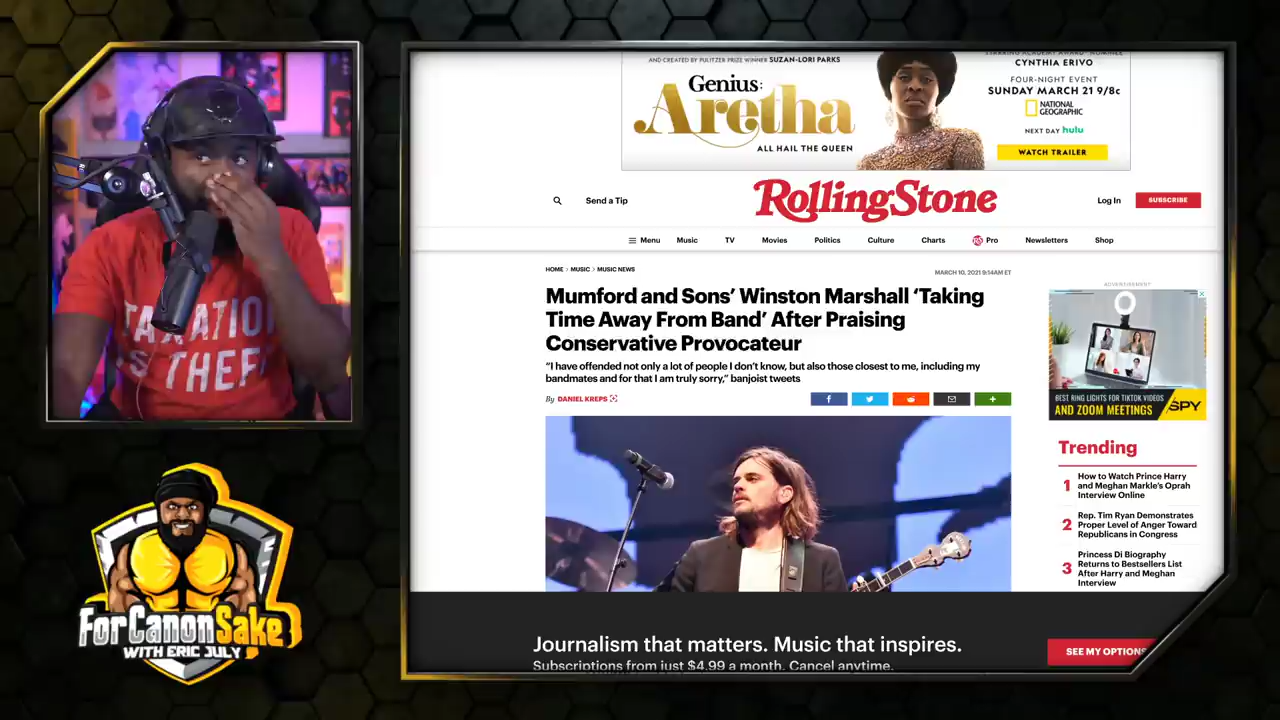 TAXATION
IS THEFT
ForCanonSake
WITH ERIC JULY
AND CREATED BY PULITZER PRIZE WINNER SUZAN-LORI PARKS
Genius:
Aretha
ALL HAIL THE QUEEN
STARRING ACADEMY AWARD® NOMINEE
CYNTHIA ERIVO
FOUR-NIGHT EVENT
SUNDAY MARCH 21 9/8c
NATIONAL
GEOGRAPHIC
NEXT DAY hulu
WATCH TRAILER
Send a Tip
RollingStone
Log In
SUBSCRIBE
Menu
Music
TV
Movies
Politics
Culture
Charts
RS Pro
Newsletters
Shop
HOME > MUSIC > MUSIC NEWS
MARCH 10, 2021 9:14AM ET
Mumford and Sons’ Winston Marshall ‘Taking
Time Away From Band’ After Praising
Conservative Provocateur
“I have offended not only a lot of people I don’t know, but also those closest to me, including my
bandmates and for that I am truly sorry,” banjoist tweets
By DANIEL KREPS
ADVERTISEMENT
BEST RING LIGHTS FOR TIKTOK VIDEOS
AND ZOOM MEETINGS
SPY
Trending
1 How to Watch Prince Harry
and Meghan Markle’s Oprah
Interview Online
2 Rep. Tim Ryan Demonstrates
Proper Level of Anger Toward
Republicans in Congress
3 Princess Di Biography
Returns to Bestsellers List
After Harry and Meghan
Interview
Journalism that matters. Music that inspires.
Subscriptions from just $4.99 a month. Cancel anytime.
SEE MY OPTIONS